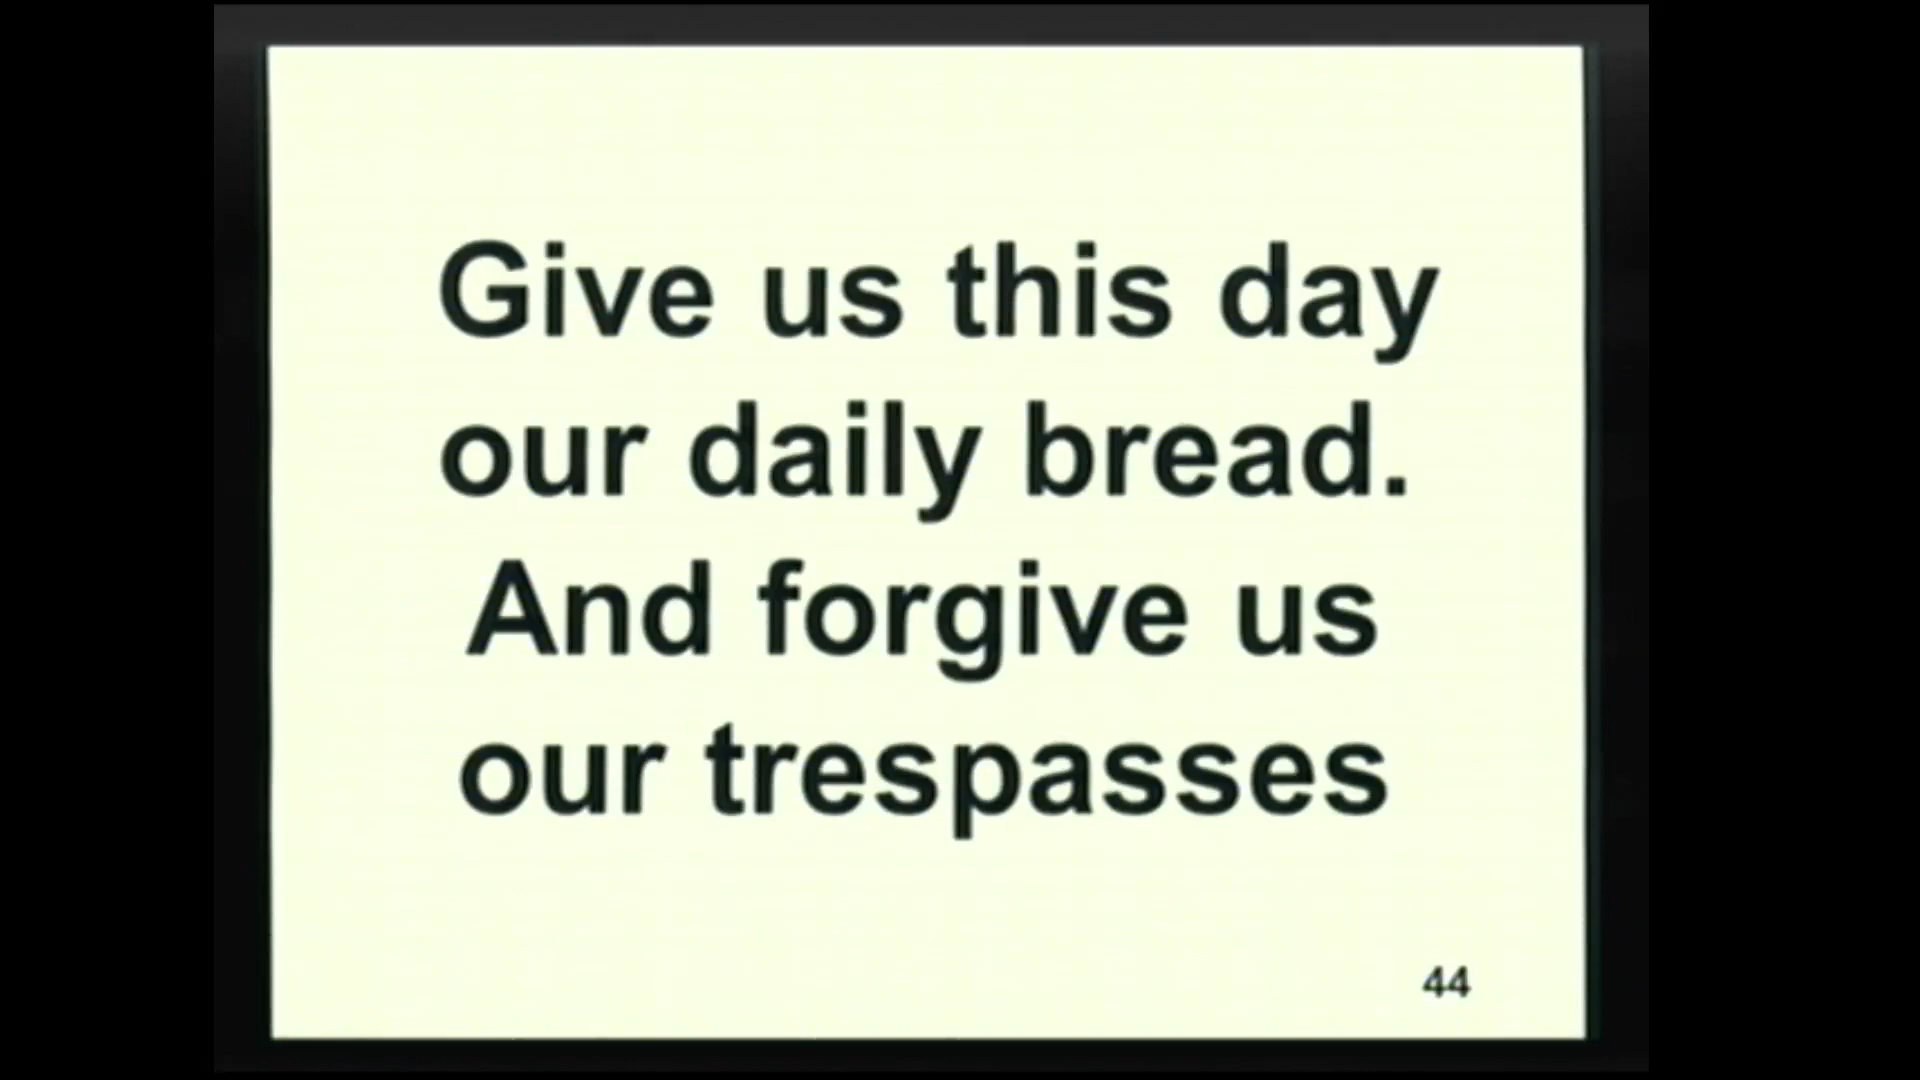 Give us this day
our daily bread.
And forgive us
our trespasses
44